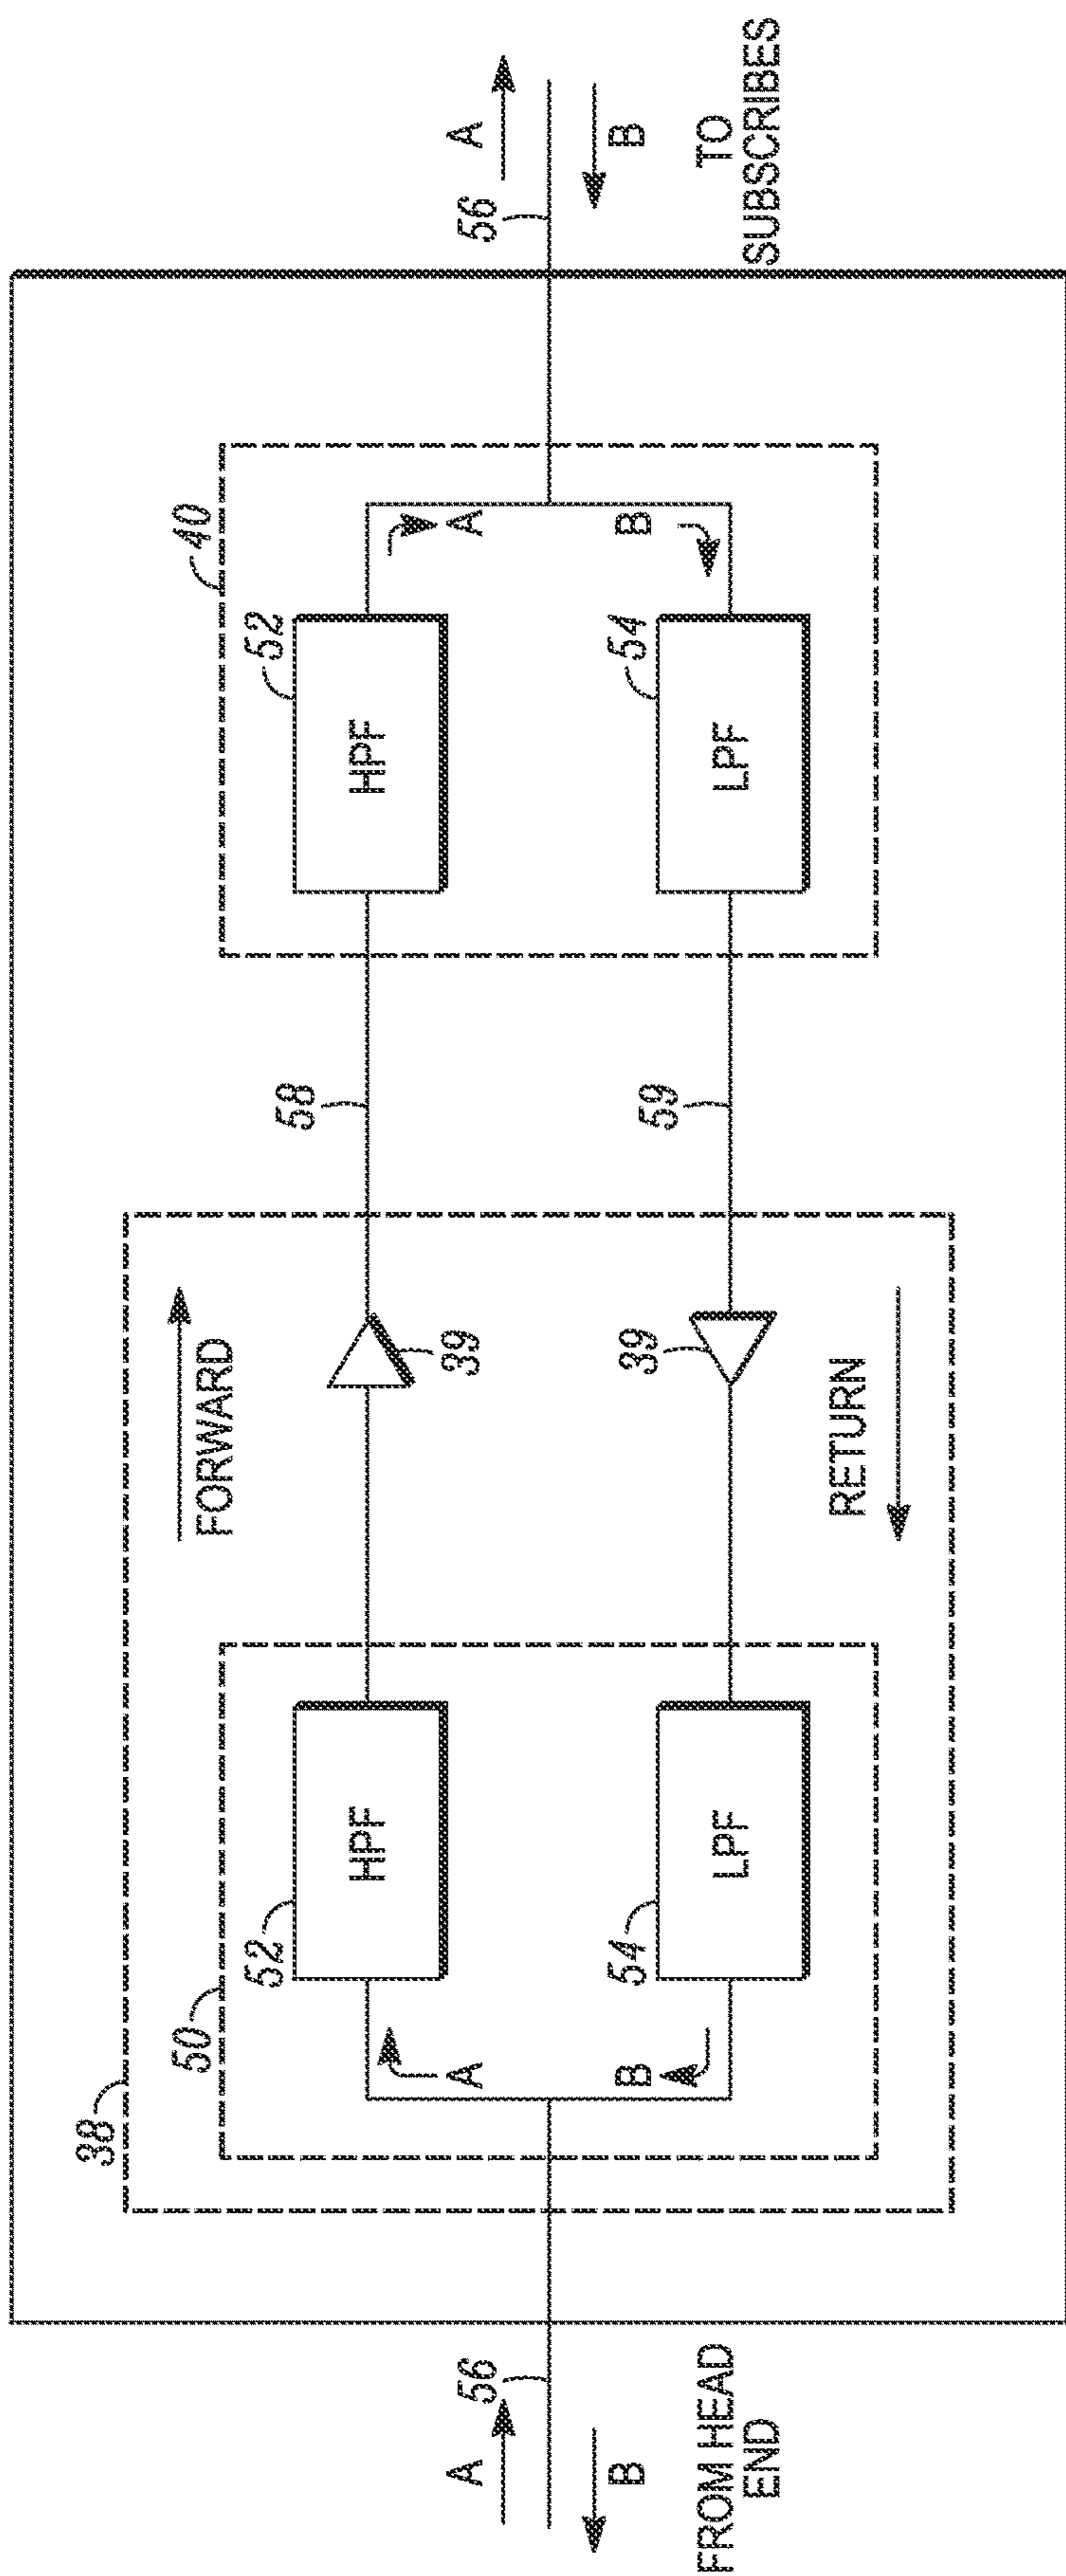 A
56
B
FROM HEAD
END
38
50
52
HPF
A
54
LPF
B
FORWARD
39
39
RETURN
58
59
40
52
HPF
A
54
LPF
B
56
A
B
TO
SUBSCRIBES